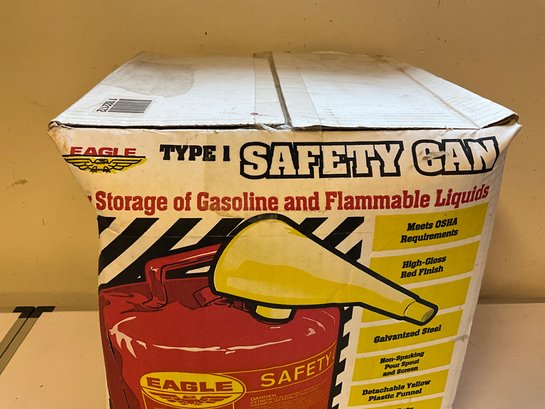 EAGLE
TYPE I SAFETY CAN
Storage of Gasoline and Flammable Liquids
Meets OSHA
Requirements
High-Gloss
Red Finish
Galvanized Steel
Non-Sparking
Pour Spout
and Screen
Detachable Yellow
Plastic Funnel
SAFETY
EAGLE
DANGER